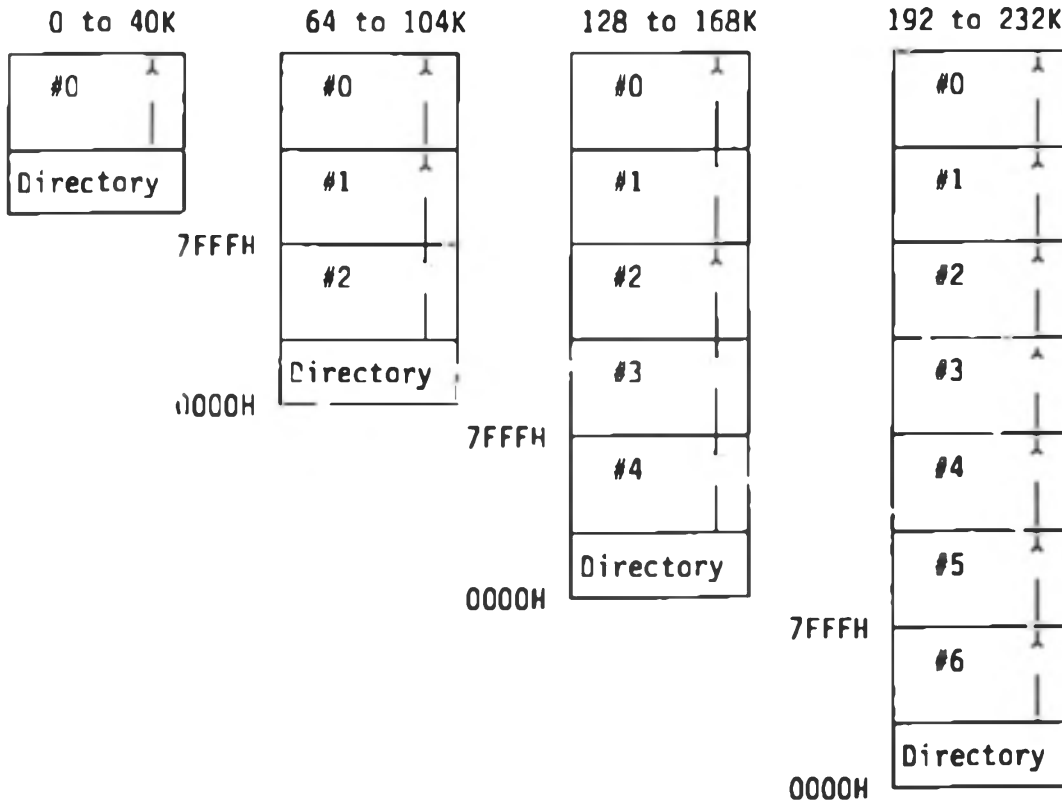 0 to 40K
64 to 104K
128 to 168K
192 to 232K
#0
#0
#0
#0
Directory
#1
#1
#1
7FFFH
#2
#2
#2
Directory
#3
#3
0000H
7FFFH
#4
#4
Directory
#5
0000H
7FFFH
#6
Directory
0000H